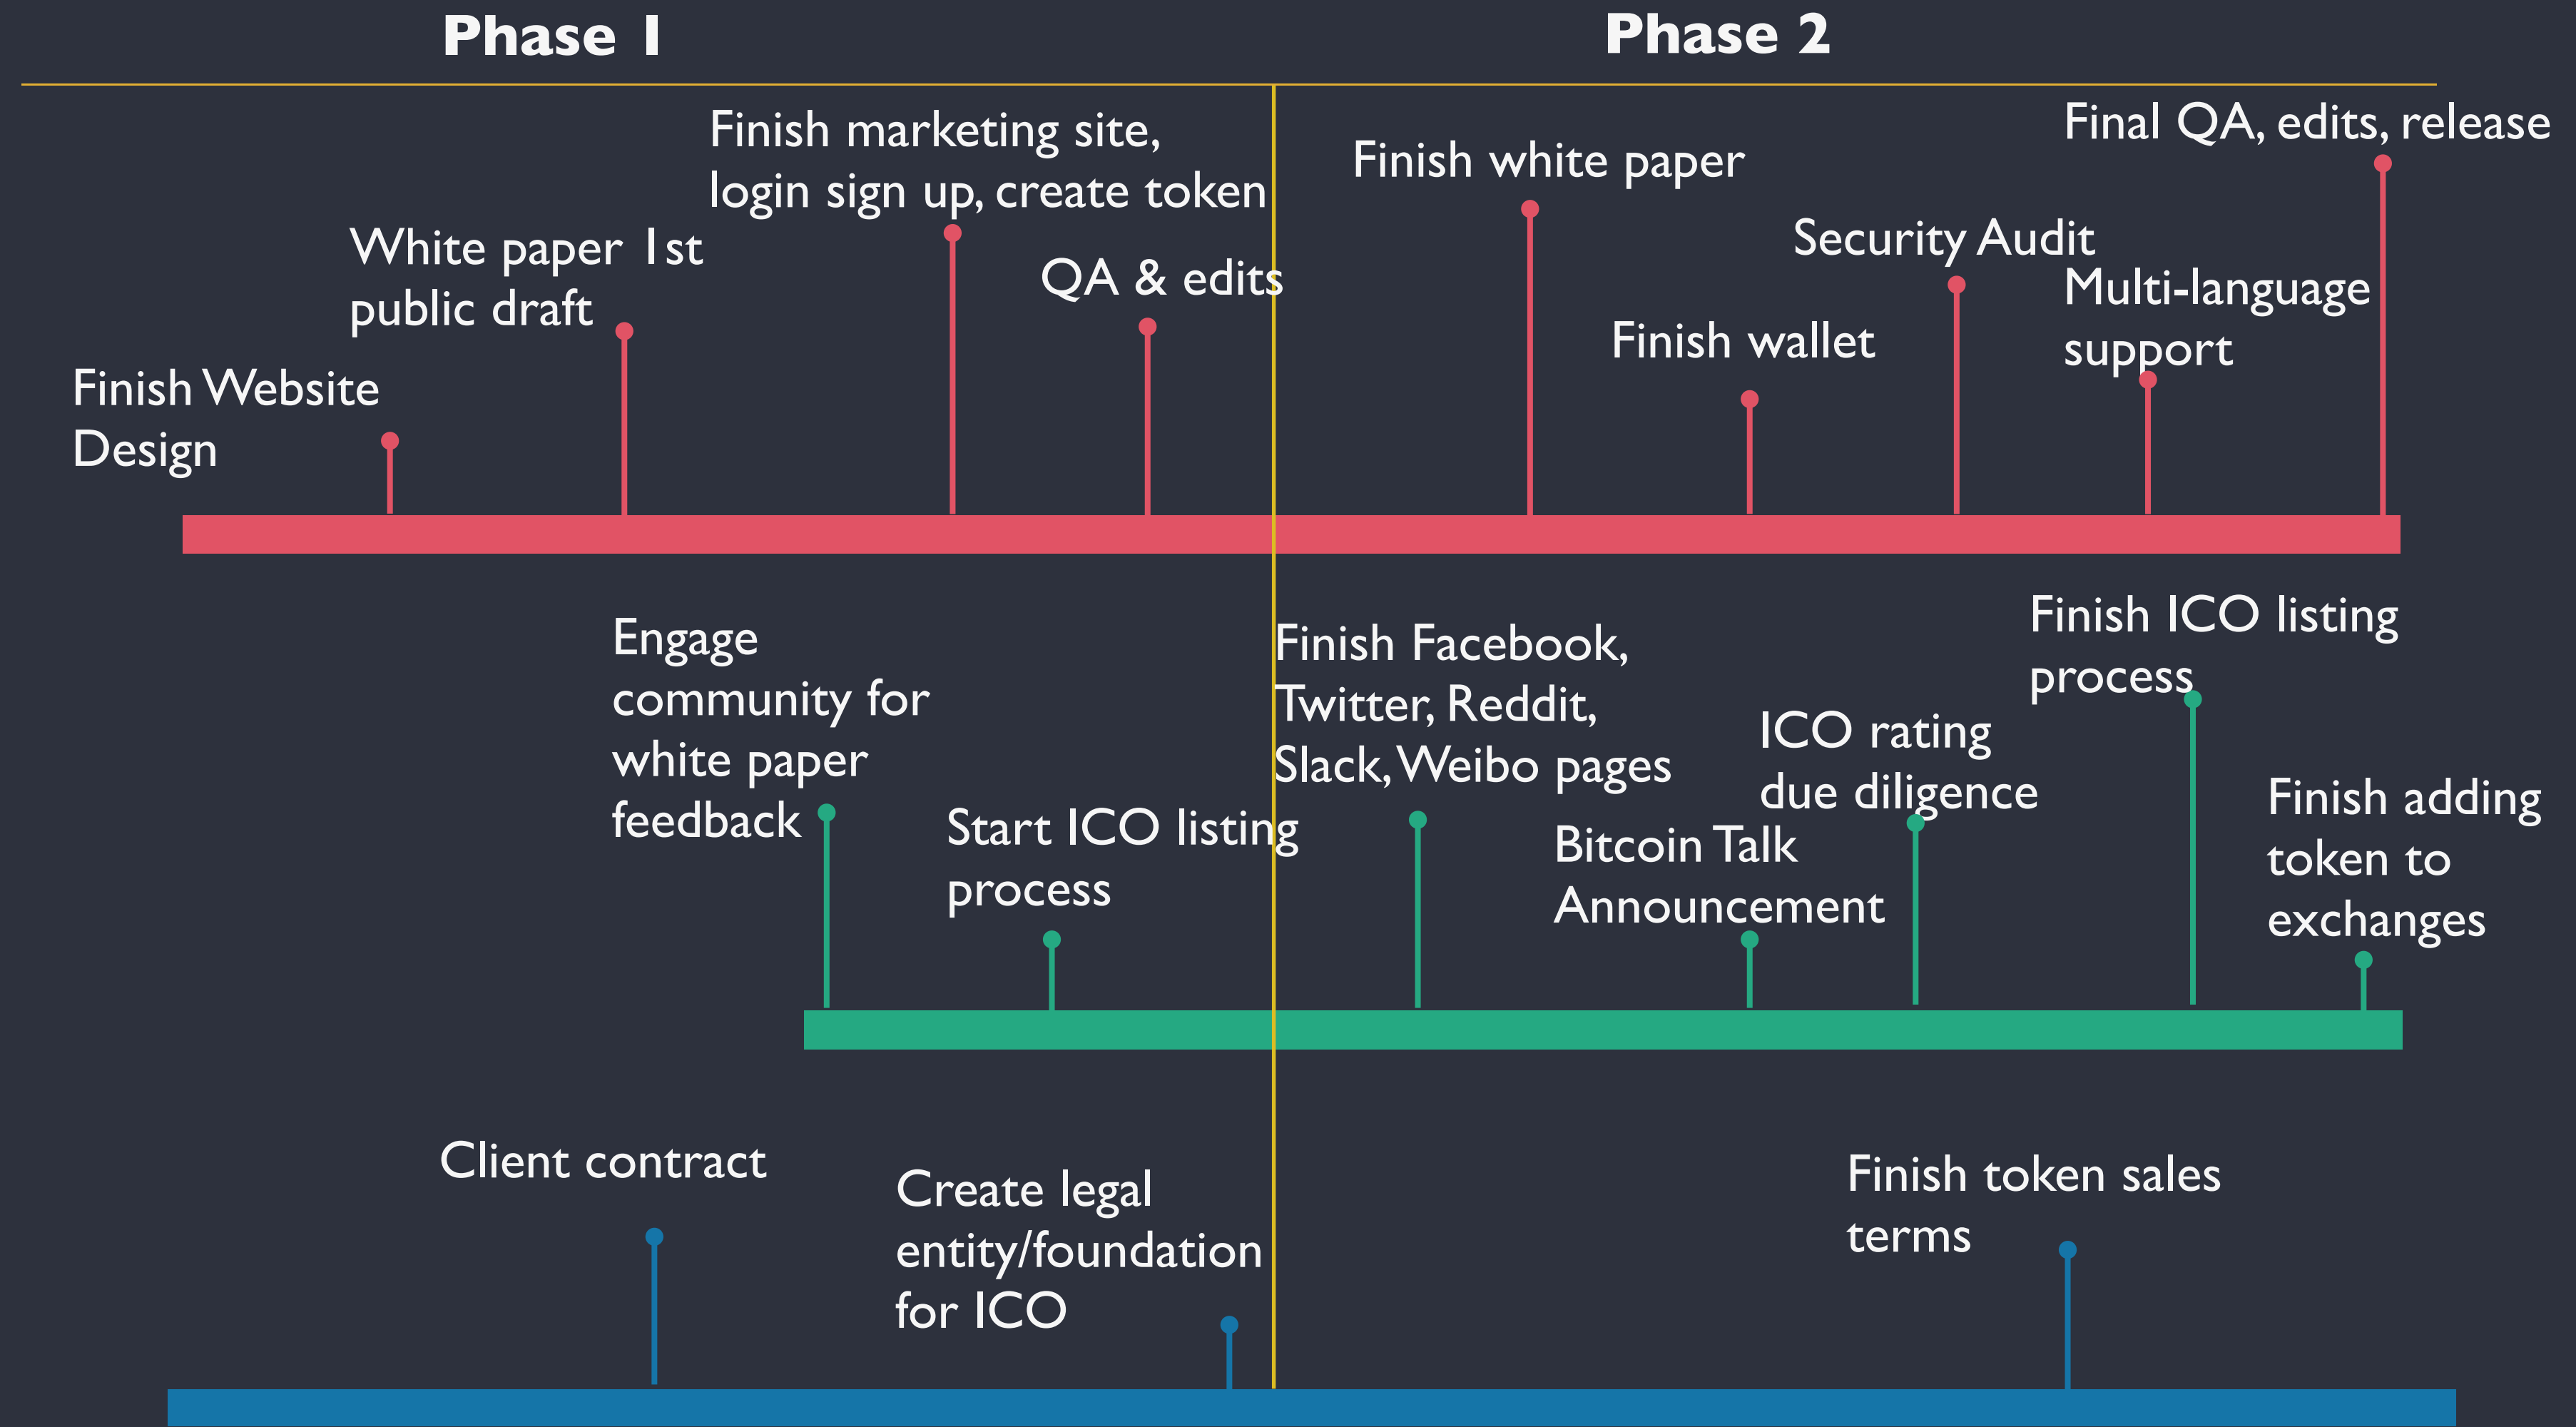 Phase 1
Phase 2
Finish Website
Design
White paper 1st
public draft
Finish marketing site,
login sign up, create token
QA & edits
Finish white paper
Finish wallet
Security Audit
Multi-language
support
Final QA, edits, release
Engage
community for
white paper
feedback
Start ICO listing
process
Finish Facebook,
Twitter, Reddit,
Slack, Weibo pages
Bitcoin Talk
Announcement
ICO rating
due diligence
Finish ICO listing
process
Finish adding
token to
exchanges
Client contract
Create legal
entity/foundation
for ICO
Finish token sales
terms